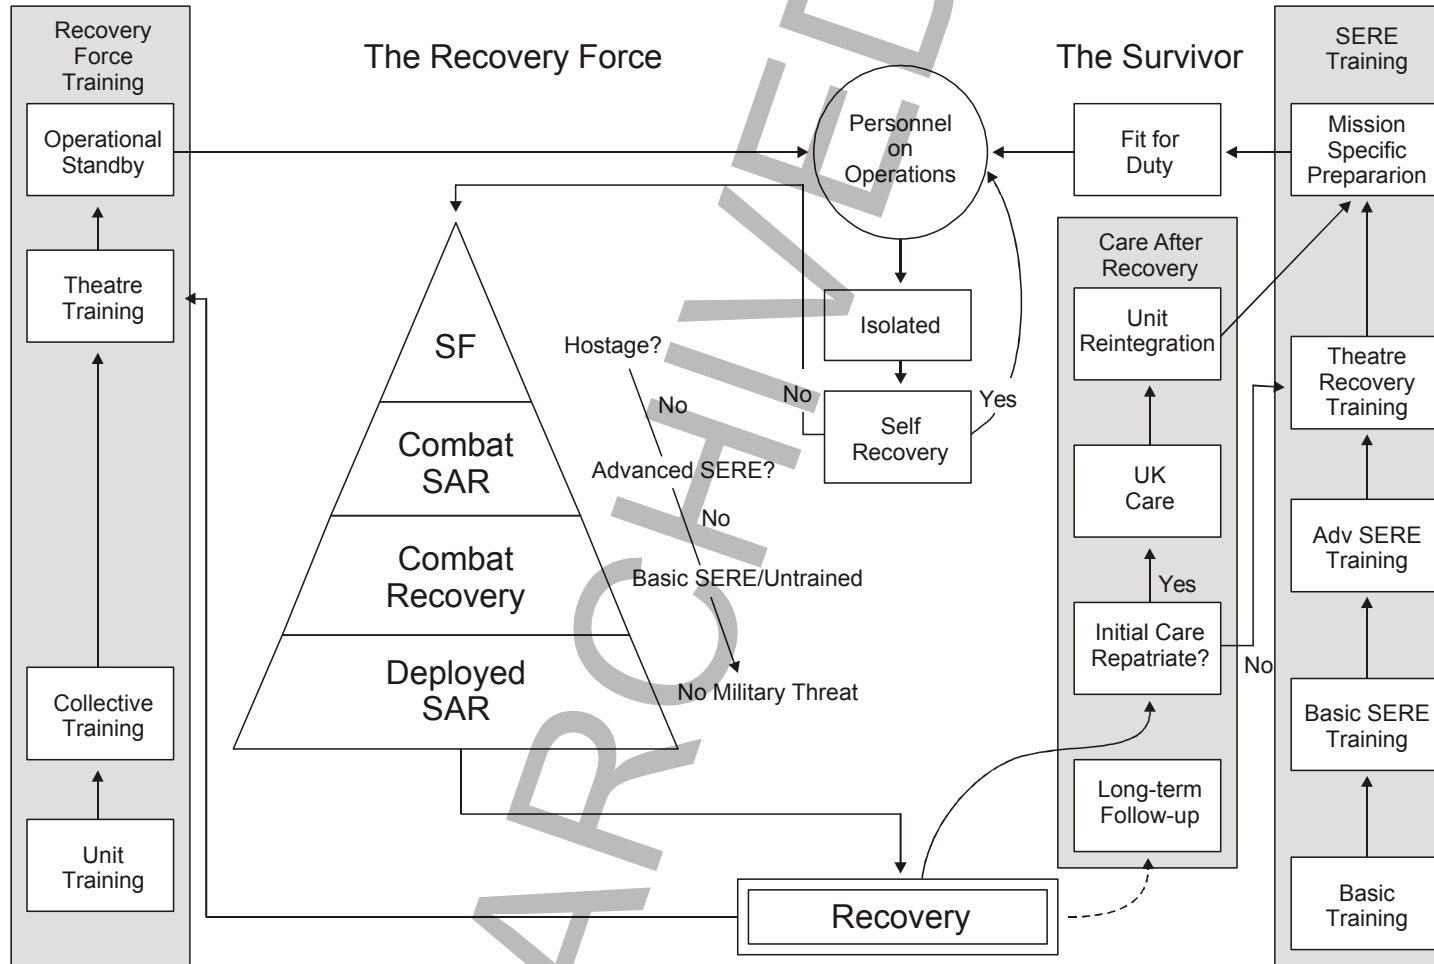 Recovery
Force
Training
Operational
Standby
Theatre
Training
Collective
Training
Unit
Training
The Recovery Force
SF
Combat
SAR
Combat
Recovery
Deployed
SAR
Hostage?
No
Advanced SERE?
No
Basic SERE/Untrained
No Military Threat
Personnel
on
Operations
Isolated
Self
Recovery
No
Yes
Recovery
The Survivor
Fit for
Duty
Care After
Recovery
Unit
Reintegration
UK
Care
Yes
Initial Care
Repatriate?
No
Long-term
Follow-up
SERE
Training
Mission
Specific
Prepararion
Theatre
Recovery
Training
Adv SERE
Training
Basic SERE
Training
Basic
Training
ARCHIVED